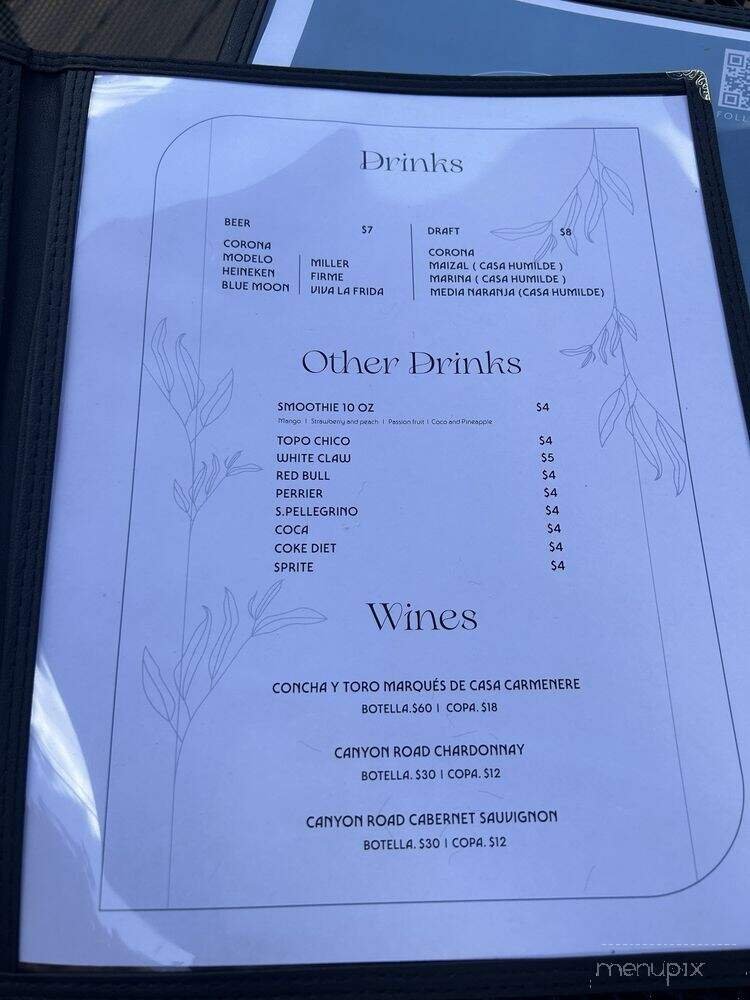 FOLL
Drinks
BEER $7
CORONA
MODELO
HEINEKEN
BLUE MOON
MILLER
FIRME
VIVA LA FRIDA
DRAFT $8
CORONA
MAIZAL ( CASA HUMILDE )
MARINA ( CASA HUMILDE )
MEDIA NARANJA (CASA HUMILDE)
Other Drinks
SMOOTHIE 10 OZ $4
Mango | Strawberry and peach | Passion fruit | Coco and Pineapple
TOPO CHICO $4
WHITE CLAW $5
RED BULL $4
PERRIER $4
S.PELLEGRINO $4
COCA $4
COKE DIET $4
SPRITE $4
Wines
CONCHA Y TORO MARQUÉS DE CASA CARMENERE
BOTELLA.$60 | COPA. $18
CANYON ROAD CHARDONNAY
BOTELLA. $30 | COPA. $12
CANYON ROAD CABERNET SAUVIGNON
BOTELLA. $30 | COPA. $12
menupix